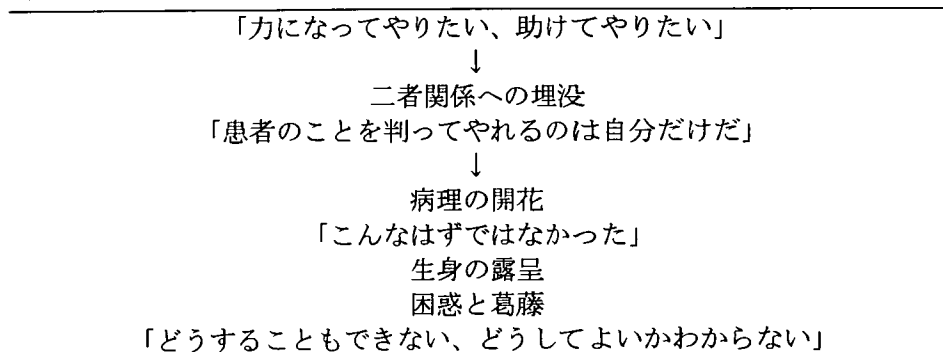 「力になってやりたい、助けてやりたい」
↓
二者関係への埋没
「患者のことを判ってやれるのは自分だけだ」
↓
病理の開花
「こんなはずではなかった」
生身の露呈
困惑と葛藤
「どうすることもできない、どうしてよいかわからない」